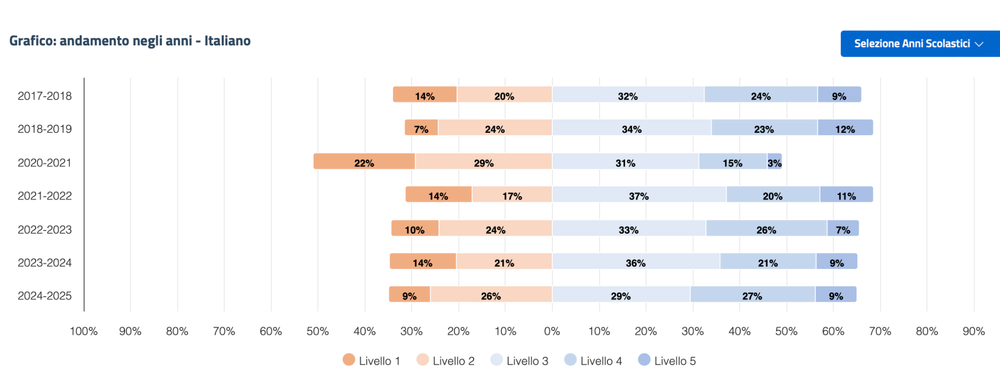 Grafico: andamento negli anni - Italiano
Selezione Anni Scolastici
2017-2018 14% 20% 32% 24% 9%
2018-2019 7% 24% 34% 23% 12%
2020-2021 22% 29% 31% 15% 3%
2021-2022 14% 17% 37% 20% 11%
2022-2023 10% 24% 33% 26% 7%
2023-2024 14% 21% 36% 21% 9%
2024-2025 9% 26% 29% 27% 9%
100% 90% 80% 70% 60% 50% 40% 30% 20% 10% 0% 10% 20% 30% 40% 50% 60% 70% 80% 90%
Livello 1 Livello 2 Livello 3 Livello 4 Livello 5